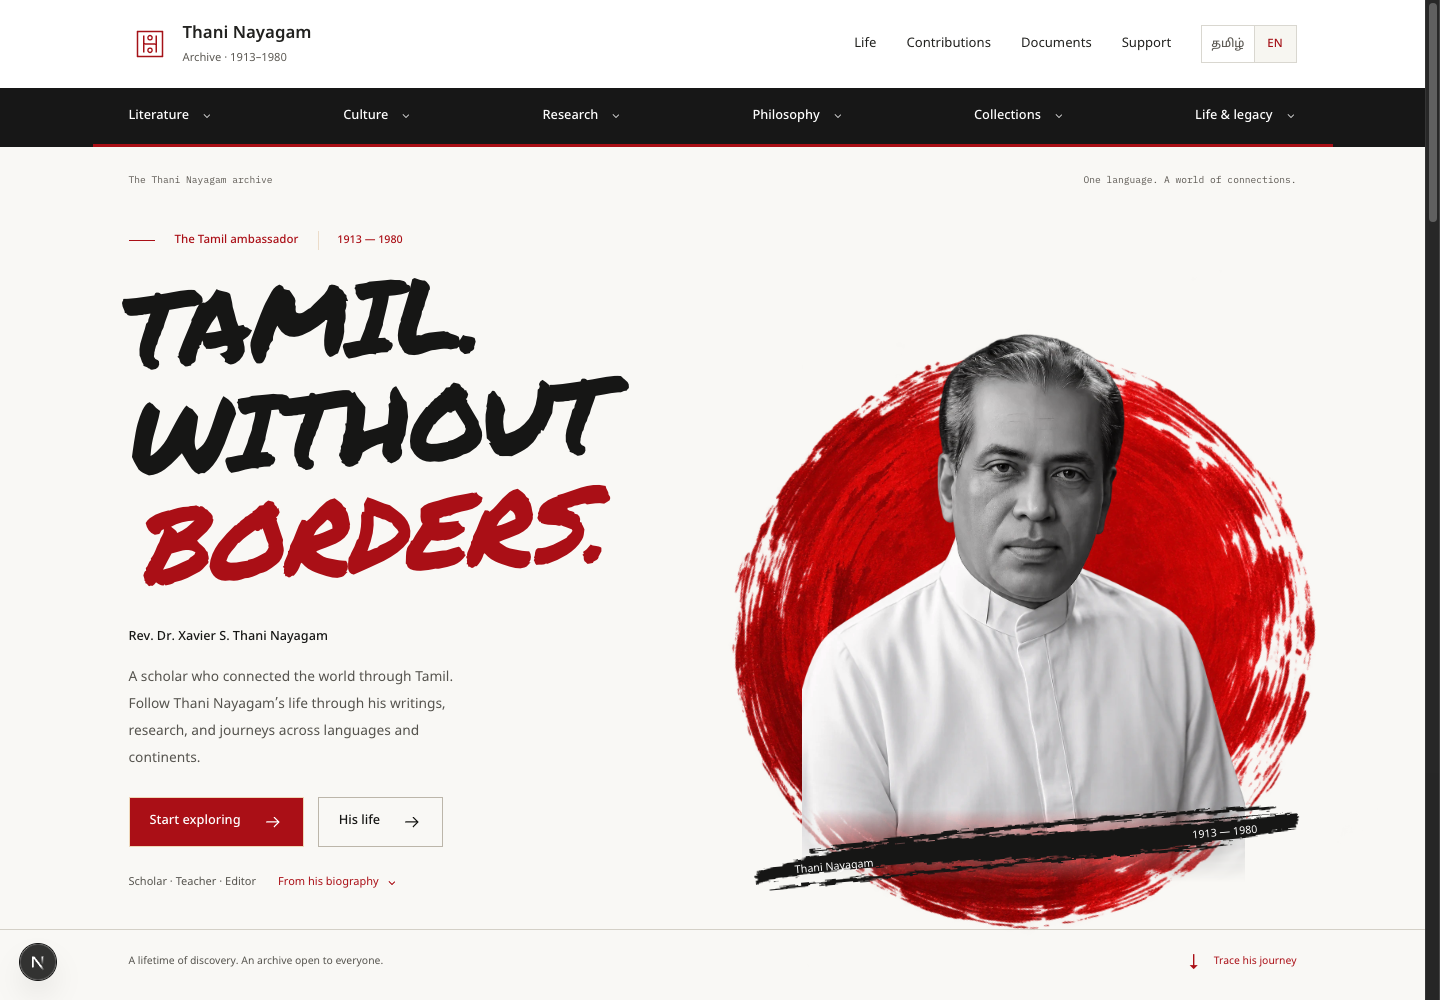 Thani Nayagam
Archive · 1913–1980
Life
Contributions
Documents
Support
தமிழ்
EN
Literature
Culture
Research
Philosophy
Collections
Life & legacy
The Thani Nayagam archive
One language. A world of connections.
The Tamil ambassador
1913 — 1980
TAMIL.
WITHOUT
BORDERS.
Rev. Dr. Xavier S. Thani Nayagam
A scholar who connected the world through Tamil.
Follow Thani Nayagam’s life through his writings,
research, and journeys across languages and
continents.
Start exploring
His life
Scholar · Teacher · Editor
From his biography
Thani Nayagam
1913 — 1980
A lifetime of discovery. An archive open to everyone.
Trace his journey
N